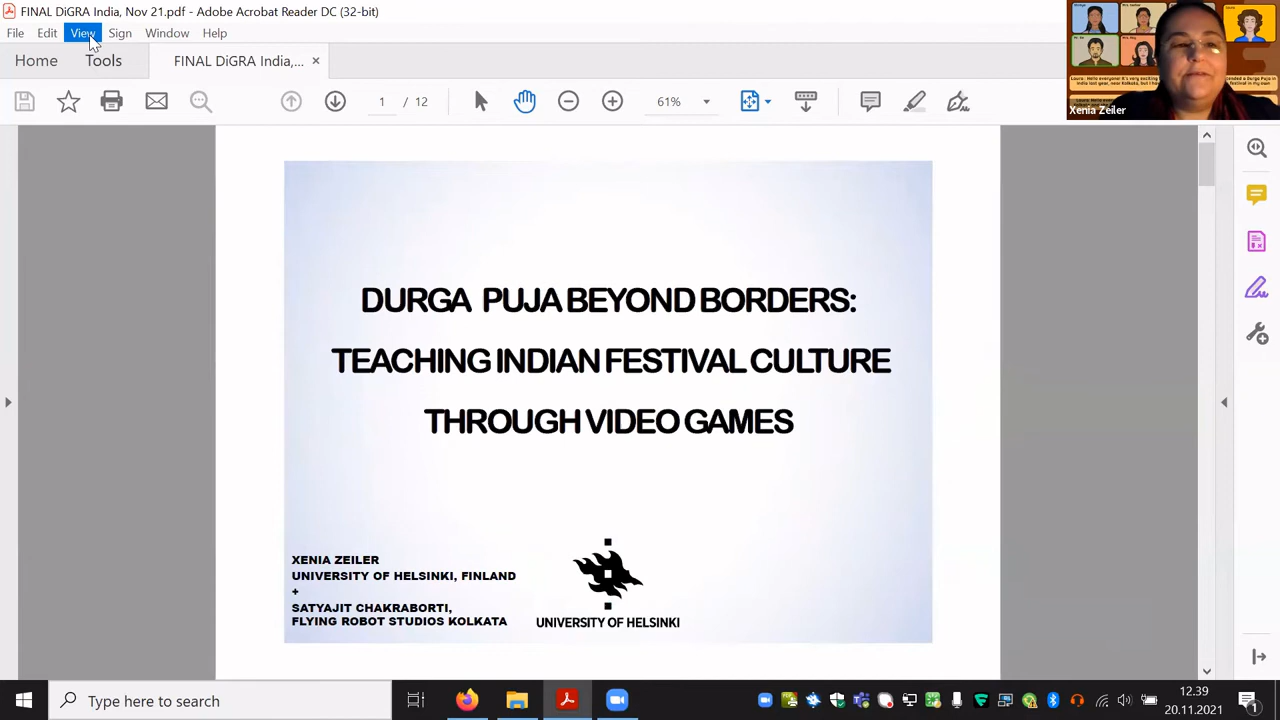 FINAL DiGRA India, Nov 21.pdf - Adobe Acrobat Reader DC (32-bit)
File Edit View Sign Window Help
Home Tools FINAL DiGRA India,... ×
1 / 12 61%
Xenia Zeiler
DURGA PUJA BEYOND BORDERS:
TEACHING INDIAN FESTIVAL CULTURE
THROUGH VIDEO GAMES
XENIA ZEILER
UNIVERSITY OF HELSINKI, FINLAND
+
SATYAJIT CHAKRABORTI,
FLYING ROBOT STUDIOS KOLKATA
UNIVERSITY OF HELSINKI
Type here to search
12.39
20.11.2021